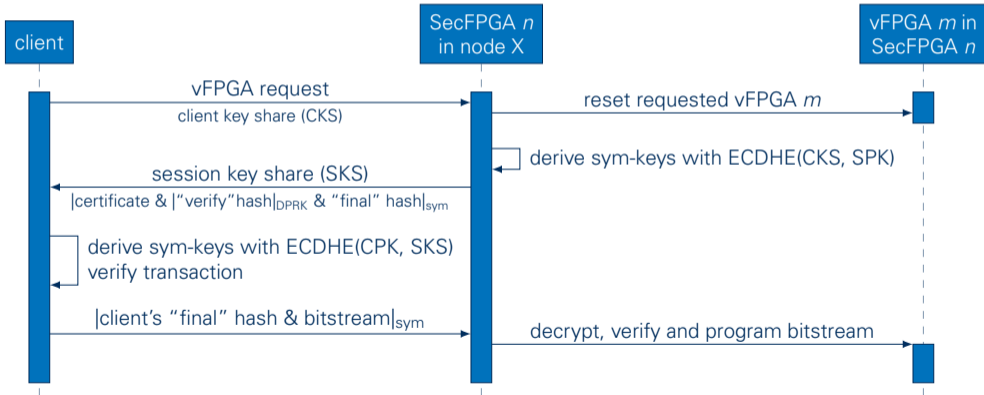 client
SecFPGA n
in node X
vFPGA m in
SecFPGA n
vFPGA request
client key share (CKS)
reset requested vFPGA m
derive sym-keys with ECDHE(CKS, SPK)
session key share (SKS)
|certificate & |“verify”hash|DPRK & “final” hash|sym
derive sym-keys with ECDHE(CPK, SKS)
verify transaction
|client’s “final” hash & bitstream|sym
decrypt, verify and program bitstream